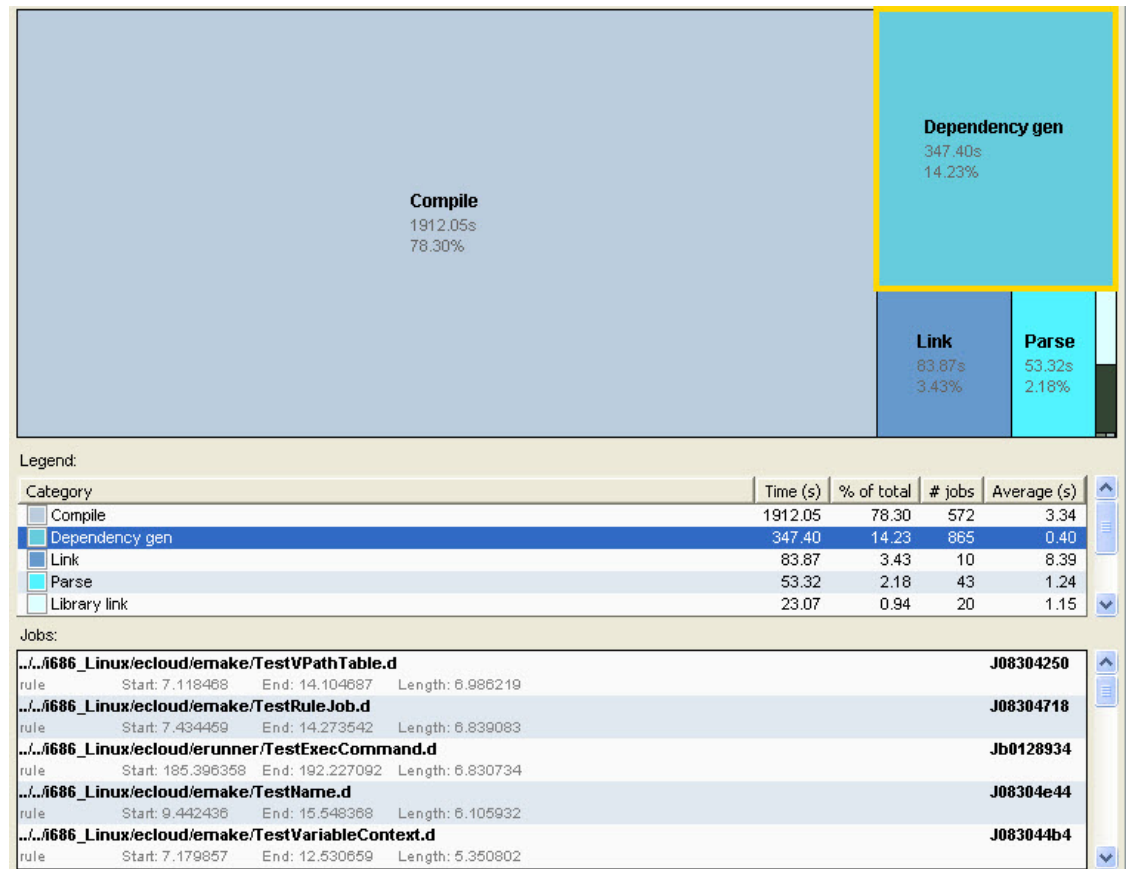 Dependency gen
347.40s
14.23%
Compile
1912.05s
78.30%
Link
83.87s
3.43%
Parse
53.32s
2.18%
Legend:
Category Time (s) % of total # jobs Average (s)
Compile 1912.05 78.30 572 3.34
Dependency gen 347.40 14.23 865 0.40
Link 83.87 3.43 10 8.39
Parse 53.32 2.18 43 1.24
Library link 23.07 0.94 20 1.15
Jobs:
../../i686_Linux/ecloud/emake/TestVPathTable.d J08304250
rule Start: 7.118468 End: 14.104687 Length: 6.986219
../../i686_Linux/ecloud/emake/TestRuleJob.d J08304718
rule Start: 7.434459 End: 14.273542 Length: 6.839083
../../i686_Linux/ecloud/erunner/TestExecCommand.d Jb0128934
rule Start: 185.396358 End: 192.227092 Length: 6.830734
../../i686_Linux/ecloud/emake/TestName.d J08304e44
rule Start: 9.442436 End: 15.548368 Length: 6.105932
../../i686_Linux/ecloud/emake/TestVariableContext.d J083044b4
rule Start: 7.179857 End: 12.530659 Length: 5.350802